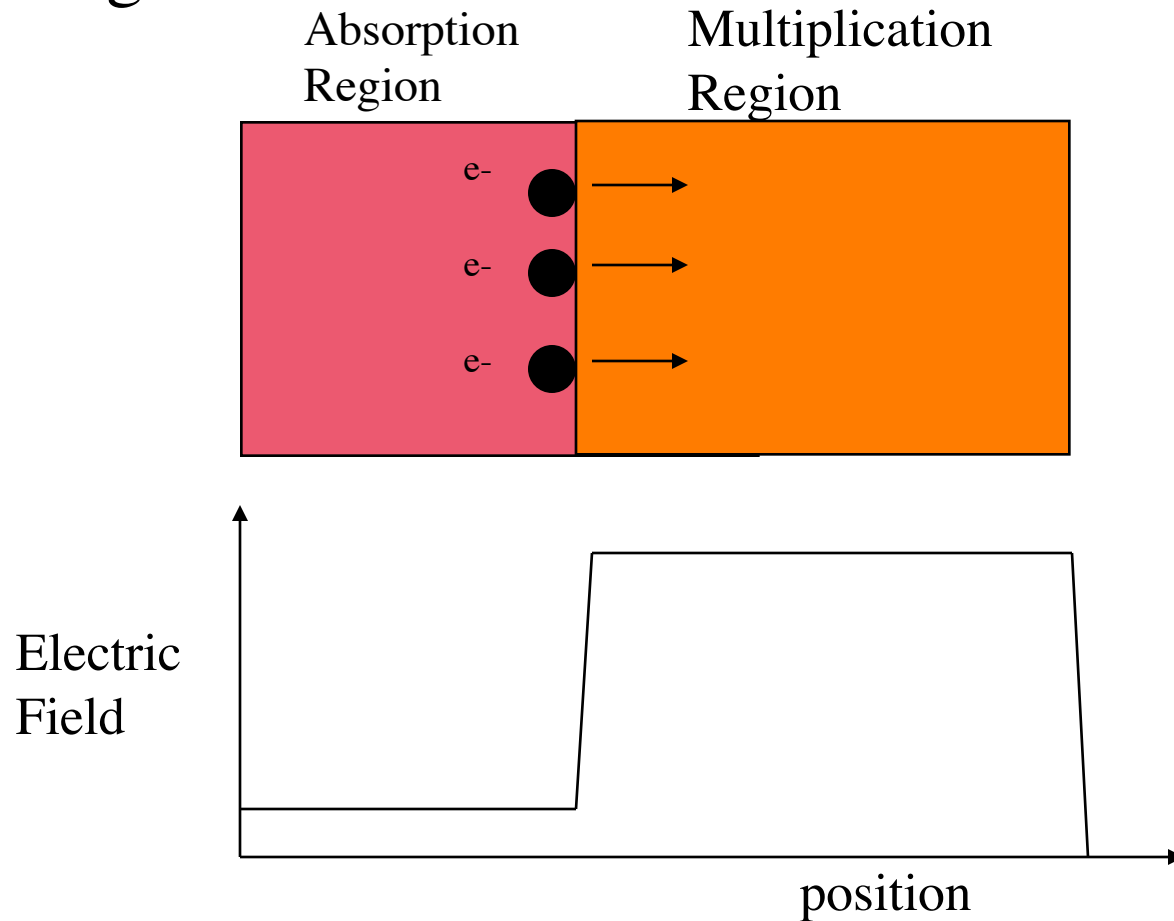 Absorption
Region
Multiplication
Region
e-
e-
e-
Electric
Field
position